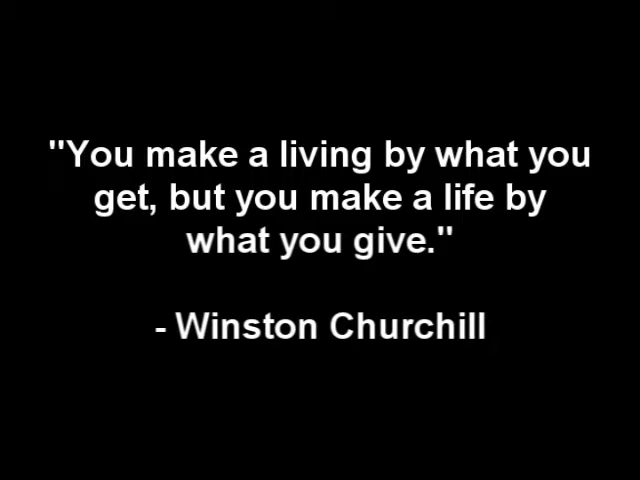 "You make a living by what you
get, but you make a life by
what you give."
- Winston Churchill